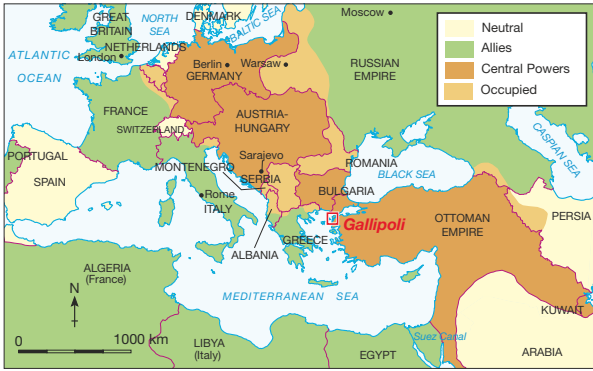 GREAT
BRITAIN
NORTH
SEA
DENMARK
BALTIC SEA
Moscow
Neutral
Allies
Central Powers
Occupied
ATLANTIC
OCEAN
NETHERLANDS
London
Berlin
GERMANY
Warsaw
RUSSIAN
EMPIRE
FRANCE
SWITZERLAND
AUSTRIA-
HUNGARY
CASPIAN SEA
PORTUGAL
SPAIN
MONTENEGRO
Sarajevo
SERBIA
ROMANIA
BLACK SEA
BULGARIA
Rome
ITALY
Gallipoli
OTTOMAN
EMPIRE
PERSIA
ALBANIA
GREECE
ALGERIA
(France)
MEDITERRANEAN SEA
N
0 1000 km
LIBYA
(Italy)
EGYPT
Suez Canal
KUWAIT
ARABIA